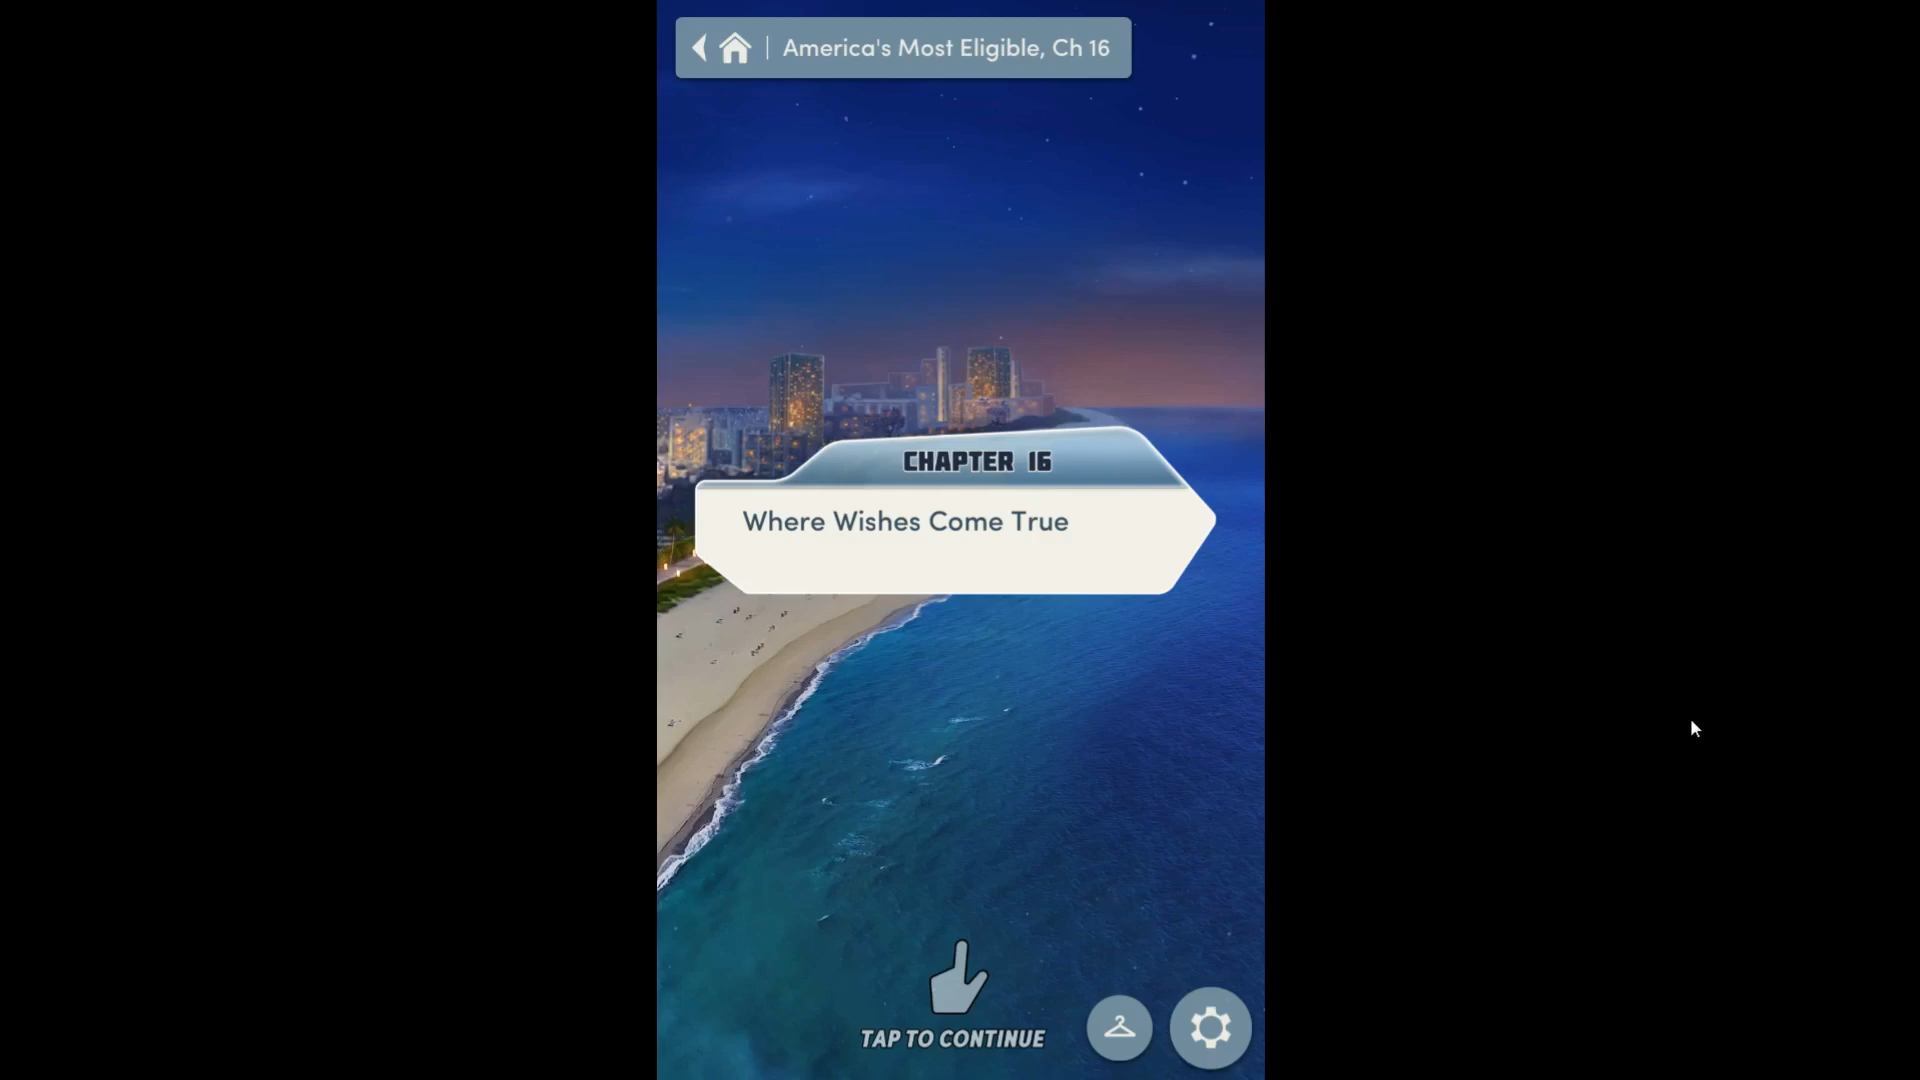 America's Most Eligible, Ch 16
CHAPTER 16
Where Wishes Come True
TAP TO CONTINUE